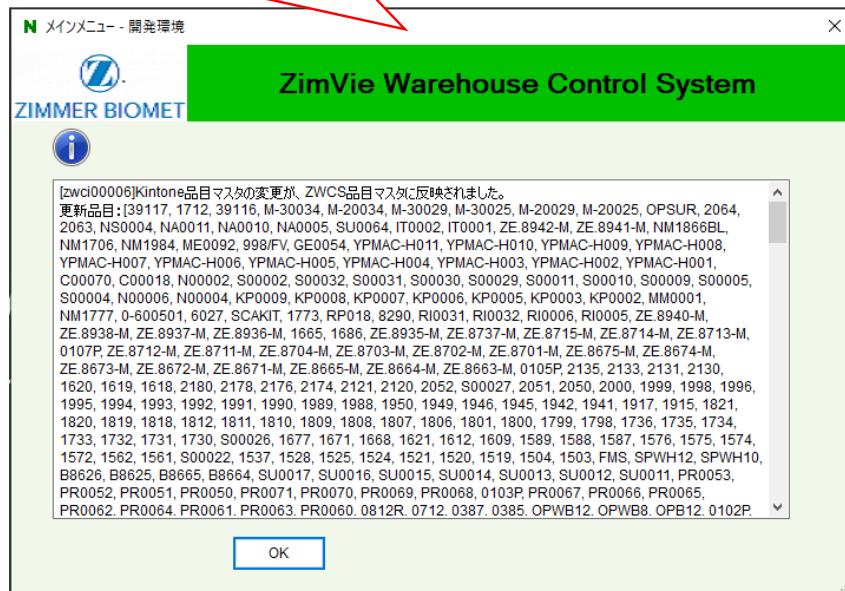 N メインメニュー - 開発環境
Z.
ZIMMER BIOMET
ZimVie Warehouse Control System
[zwci00006]Kintone品目マスタの変更が、ZWCS品目マスタに反映されました。
更新品目:[39117, 1712, 39116, M-30034, M-20034, M-30029, M-30025, M-20029, M-20025, OPSUR, 2064,
2063, NS0004, NA0011, NA0010, NA0005, SU0064, IT0002, IT0001, ZE.8942-M, ZE.8941-M, NM1866BL,
NM1706, NM1984, ME0092, 998/FV, GE0054, YPMAC-H011, YPMAC-H010, YPMAC-H009, YPMAC-H008,
YPMAC-H007, YPMAC-H006, YPMAC-H005, YPMAC-H004, YPMAC-H003, YPMAC-H002, YPMAC-H001,
C00070, C00018, N00002, S00002, S00032, S00031, S00030, S00029, S00011, S00010, S00009, S00005,
S00004, N00006, N00004, KP0009, KP0008, KP0007, KP0006, KP0005, KP0003, KP0002, MM0001,
NM1777, 0-600501, 6027, SCAKIT, 1773, RP018, 8290, RI0031, RI0032, RI0006, RI0005, ZE.8940-M,
ZE.8938-M, ZE.8937-M, ZE.8936-M, 1665, 1686, ZE.8935-M, ZE.8737-M, ZE.8715-M, ZE.8714-M, ZE.8713-M,
0107P, ZE.8712-M, ZE.8711-M, ZE.8704-M, ZE.8703-M, ZE.8702-M, ZE.8701-M, ZE.8675-M, ZE.8674-M,
ZE.8673-M, ZE.8672-M, ZE.8671-M, ZE.8665-M, ZE.8664-M, ZE.8663-M, 0105P, 2135, 2133, 2131, 2130,
1620, 1619, 1618, 2180, 2178, 2176, 2174, 2121, 2120, 2052, S00027, 2051, 2050, 2000, 1999, 1998, 1996,
1995, 1994, 1993, 1992, 1991, 1990, 1989, 1988, 1950, 1949, 1946, 1945, 1942, 1941, 1917, 1915, 1821,
1820, 1819, 1818, 1812, 1811, 1810, 1809, 1808, 1807, 1806, 1801, 1800, 1799, 1798, 1736, 1735, 1734,
1733, 1732, 1731, 1730, S00026, 1677, 1671, 1668, 1621, 1612, 1609, 1589, 1588, 1587, 1576, 1575, 1574,
1572, 1562, 1561, S00022, 1537, 1528, 1525, 1524, 1521, 1520, 1519, 1504, 1503, FMS, SPWH12, SPWH10,
B8626, B8625, B8665, B8664, SU0017, SU0016, SU0015, SU0014, SU0013, SU0012, SU0011, PR0053,
PR0052, PR0051, PR0050, PR0071, PR0070, PR0069, PR0068, 0103P, PR0067, PR0066, PR0065,
PR0062, PR0064, PR0061, PR0063, PR0060, 0812R, 0712, 0387, 0385, OPWB12, OPWB8, OPB12, 0102P,
OK